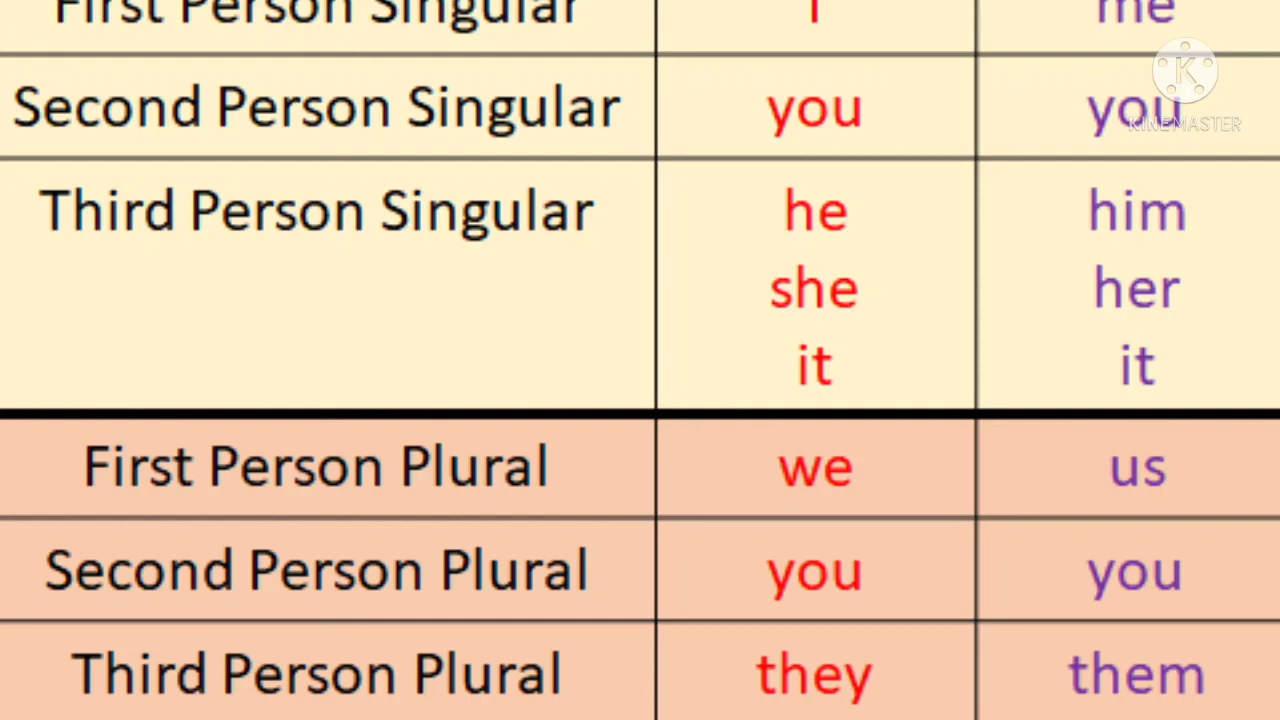 First Person Singular I me
Second Person Singular you you
Third Person Singular he him
she her
it it
First Person Plural we us
Second Person Plural you you
Third Person Plural they them
K
KINEMASTER